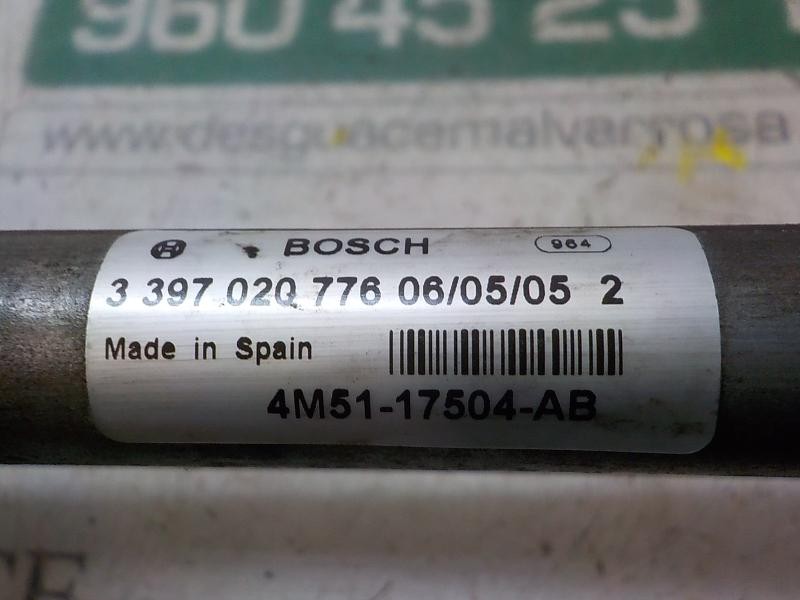 960 45 25
www.desguacemalvarrosa
BOSCH 964
3 397 020 776 06/05/05 2
Made in Spain
4M51-17504-AB